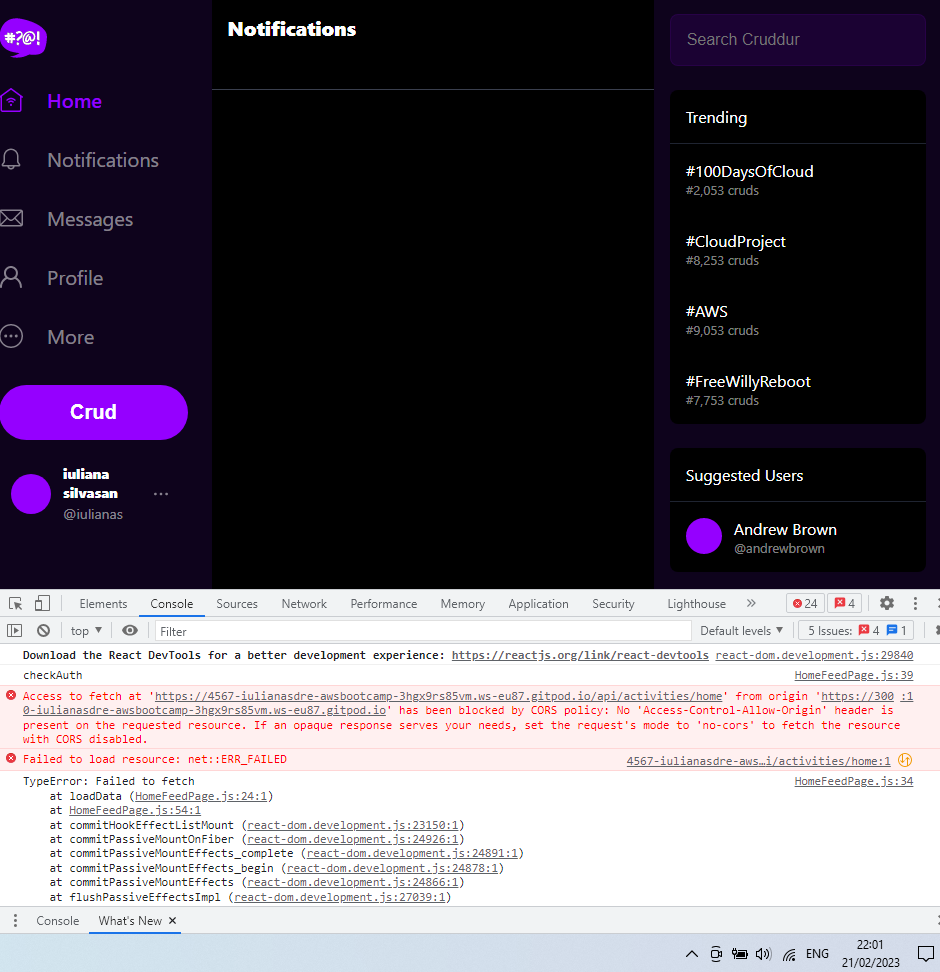 #?@!
Home
Notifications
Messages
Profile
More
Crud
iuliana
silvasan
@iulianas
Notifications
Search Cruddur
Trending
#100DaysOfCloud
#2,053 cruds
#CloudProject
#8,253 cruds
#AWS
#9,053 cruds
#FreeWillyReboot
#7,753 cruds
Suggested Users
Andrew Brown
@andrewbrown
Elements Console Sources Network Performance Memory Application Security Lighthouse 24 4
top Filter Default levels 5 Issues: 4 1
Download the React DevTools for a better development experience: https://reactjs.org/link/react-devtools react-dom.development.js:29840
checkAuth HomeFeedPage.js:39
Access to fetch at 'https://4567-iulianasdre-awsbootcamp-3hgx9rs85vm.ws-eu87.gitpod.io/api/activities/home' from origin 'https://300 :1
0-iulianasdre-awsbootcamp-3hgx9rs85vm.ws-eu87.gitpod.io' has been blocked by CORS policy: No 'Access-Control-Allow-Origin' header is
present on the requested resource. If an opaque response serves your needs, set the request's mode to 'no-cors' to fetch the resource
with CORS disabled.
Failed to load resource: net::ERR_FAILED 4567-iulianasdre-aws…i/activities/home:1
TypeError: Failed to fetch HomeFeedPage.js:34
at loadData (HomeFeedPage.js:24:1)
at HomeFeedPage.js:54:1
at commitHookEffectListMount (react-dom.development.js:23150:1)
at commitPassiveMountOnFiber (react-dom.development.js:24926:1)
at commitPassiveMountEffects_complete (react-dom.development.js:24891:1)
at commitPassiveMountEffects_begin (react-dom.development.js:24878:1)
at commitPassiveMountEffects (react-dom.development.js:24866:1)
at flushPassiveEffectsImpl (react-dom.development.js:27039:1)
Console What's New
ENG
22:01
21/02/2023